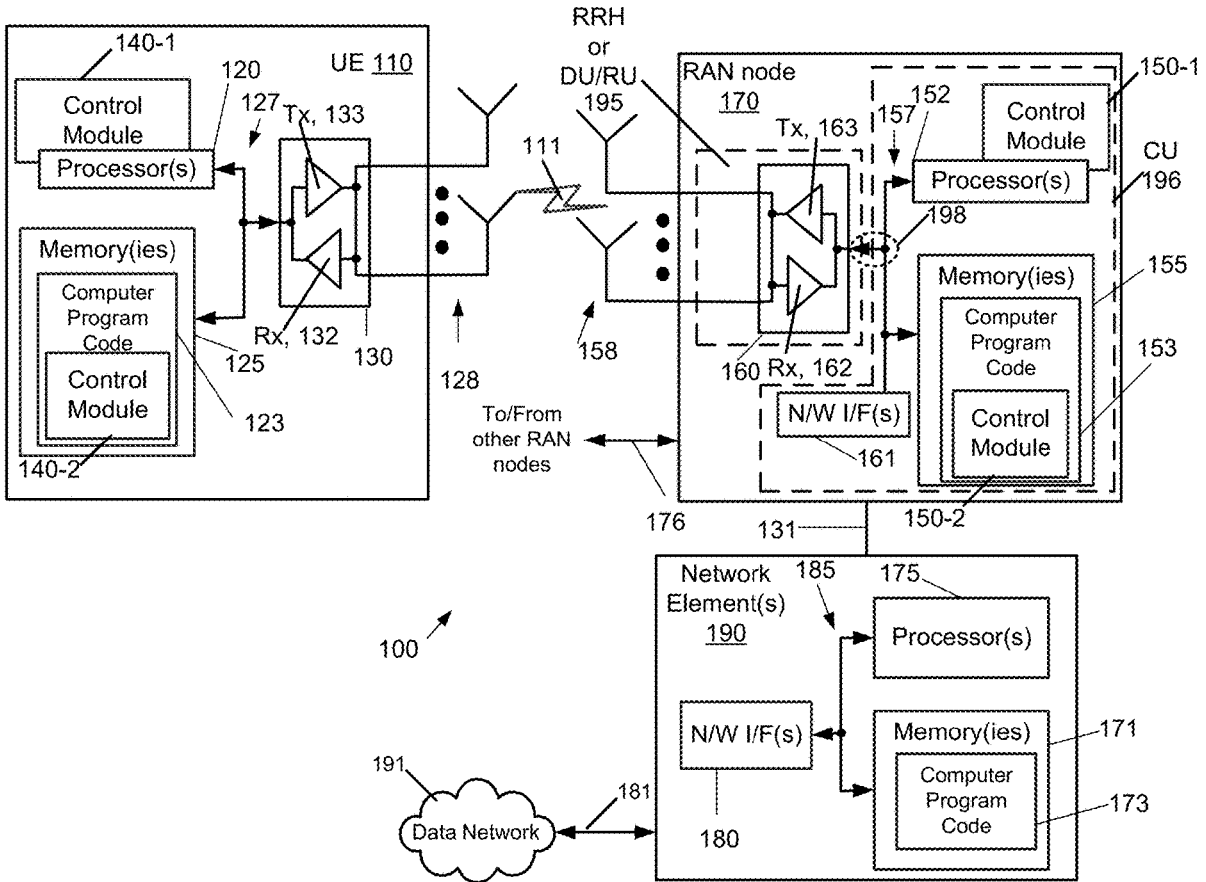 140-1
Control
Module
Processor(s)
120
127
UE 110
Tx, 133
Rx, 132
130
Memory(ies)
Computer
Program
Code
Control
Module
125
123
140-2
128
111
RRH
or
DU/RU
195
158
RAN node
170
Tx, 163
Rx, 162
160
157
152
150-1
Control
Module
Processor(s)
CU
196
198
Memory(ies)
Computer
Program
Code
Control
Module
155
153
150-2
N/W I/F(s)
161
To/From
other RAN
nodes
176
131
100
Network
Element(s)
190
185
175
Processor(s)
N/W I/F(s)
180
Memory(ies)
Computer
Program
Code
171
173
191
Data Network
181